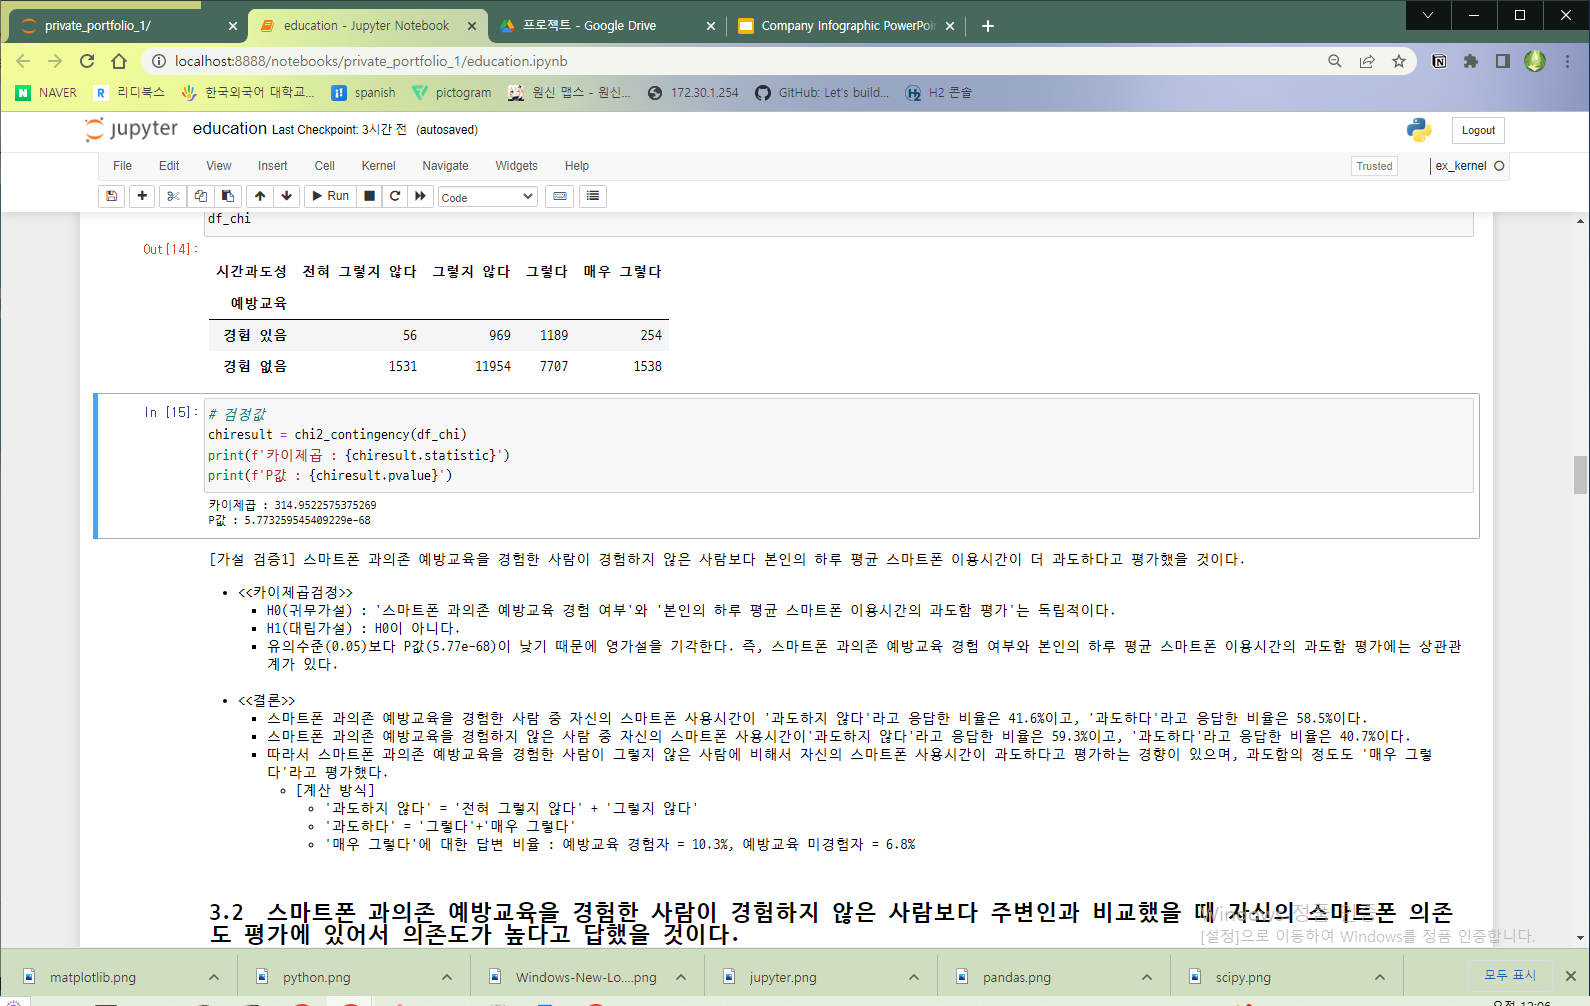 private_portfolio_1/
education - Jupyter Notebook
프로젝트 - Google Drive
Company Infographic PowerPoin
localhost:8888/notebooks/private_portfolio_1/education.ipynb
NAVER
리디북스
한국외국어 대학교...
spanish
pictogram
원신 맵스 - 원신...
172.30.1.254
GitHub: Let's build...
H2 콘솔
jupyter education Last Checkpoint: 3시간 전 (autosaved)
Logout
File Edit View Insert Cell Kernel Navigate Widgets Help
Trusted
ex_kernel
Run
Code
df_chi
Out[14]:
시간과도성 전혀 그렇지 않다 그렇지 않다 그렇다 매우 그렇다
예방교육
경험 있음 56 969 1189 254
경험 없음 1531 11954 7707 1538
In [15]:
# 검정값
chiresult = chi2_contingency(df_chi)
print(f'카이제곱 : {chiresult.statistic}')
print(f'P값 : {chiresult.pvalue}')
카이제곱 : 314.9522575375269
P값 : 5.773259545409229e-68
[가설 검증1] 스마트폰 과의존 예방교육을 경험한 사람이 경험하지 않은 사람보다 본인의 하루 평균 스마트폰 이용시간이 더 과도하다고 평가했을 것이다.
<<카이제곱검정>>
H0(귀무가설) : '스마트폰 과의존 예방교육 경험 여부'와 '본인의 하루 평균 스마트폰 이용시간의 과도함 평가'는 독립적이다.
H1(대립가설) : H0이 아니다.
유의수준(0.05)보다 P값(5.77e-68)이 낮기 때문에 영가설을 기각한다. 즉, 스마트폰 과의존 예방교육 경험 여부와 본인의 하루 평균 스마트폰 이용시간의 과도함 평가에는 상관관
계가 있다.
<<결론>>
스마트폰 과의존 예방교육을 경험한 사람 중 자신의 스마트폰 사용시간이 '과도하지 않다'라고 응답한 비율은 41.6%이고, '과도하다'라고 응답한 비율은 58.5%이다.
스마트폰 과의존 예방교육을 경험하지 않은 사람 중 자신의 스마트폰 사용시간이'과도하지 않다'라고 응답한 비율은 59.3%이고, '과도하다'라고 응답한 비율은 40.7%이다.
따라서 스마트폰 과의존 예방교육을 경험한 사람이 그렇지 않은 사람에 비해서 자신의 스마트폰 사용시간이 과도하다고 평가하는 경향이 있으며, 과도함의 정도도 '매우 그렇
다'라고 평가했다.
[계산 방식]
'과도하지 않다' = '전혀 그렇지 않다' + '그렇지 않다'
'과도하다' = '그렇다'+'매우 그렇다'
'매우 그렇다'에 대한 답변 비율 : 예방교육 경험자 = 10.3%, 예방교육 미경험자 = 6.8%
3.2 스마트폰 과의존 예방교육을 경험한 사람이 경험하지 않은 사람보다 주변인과 비교했을 때 자신의 스마트폰 의존
도 평가에 있어서 의존도가 높다고 답했을 것이다.
Windows 정품 인증
[설정]으로 이동하여 Windows를 정품 인증합니다.
matplotlib.png
python.png
Windows-New-Lo....png
jupyter.png
pandas.png
scipy.png
모두 표시